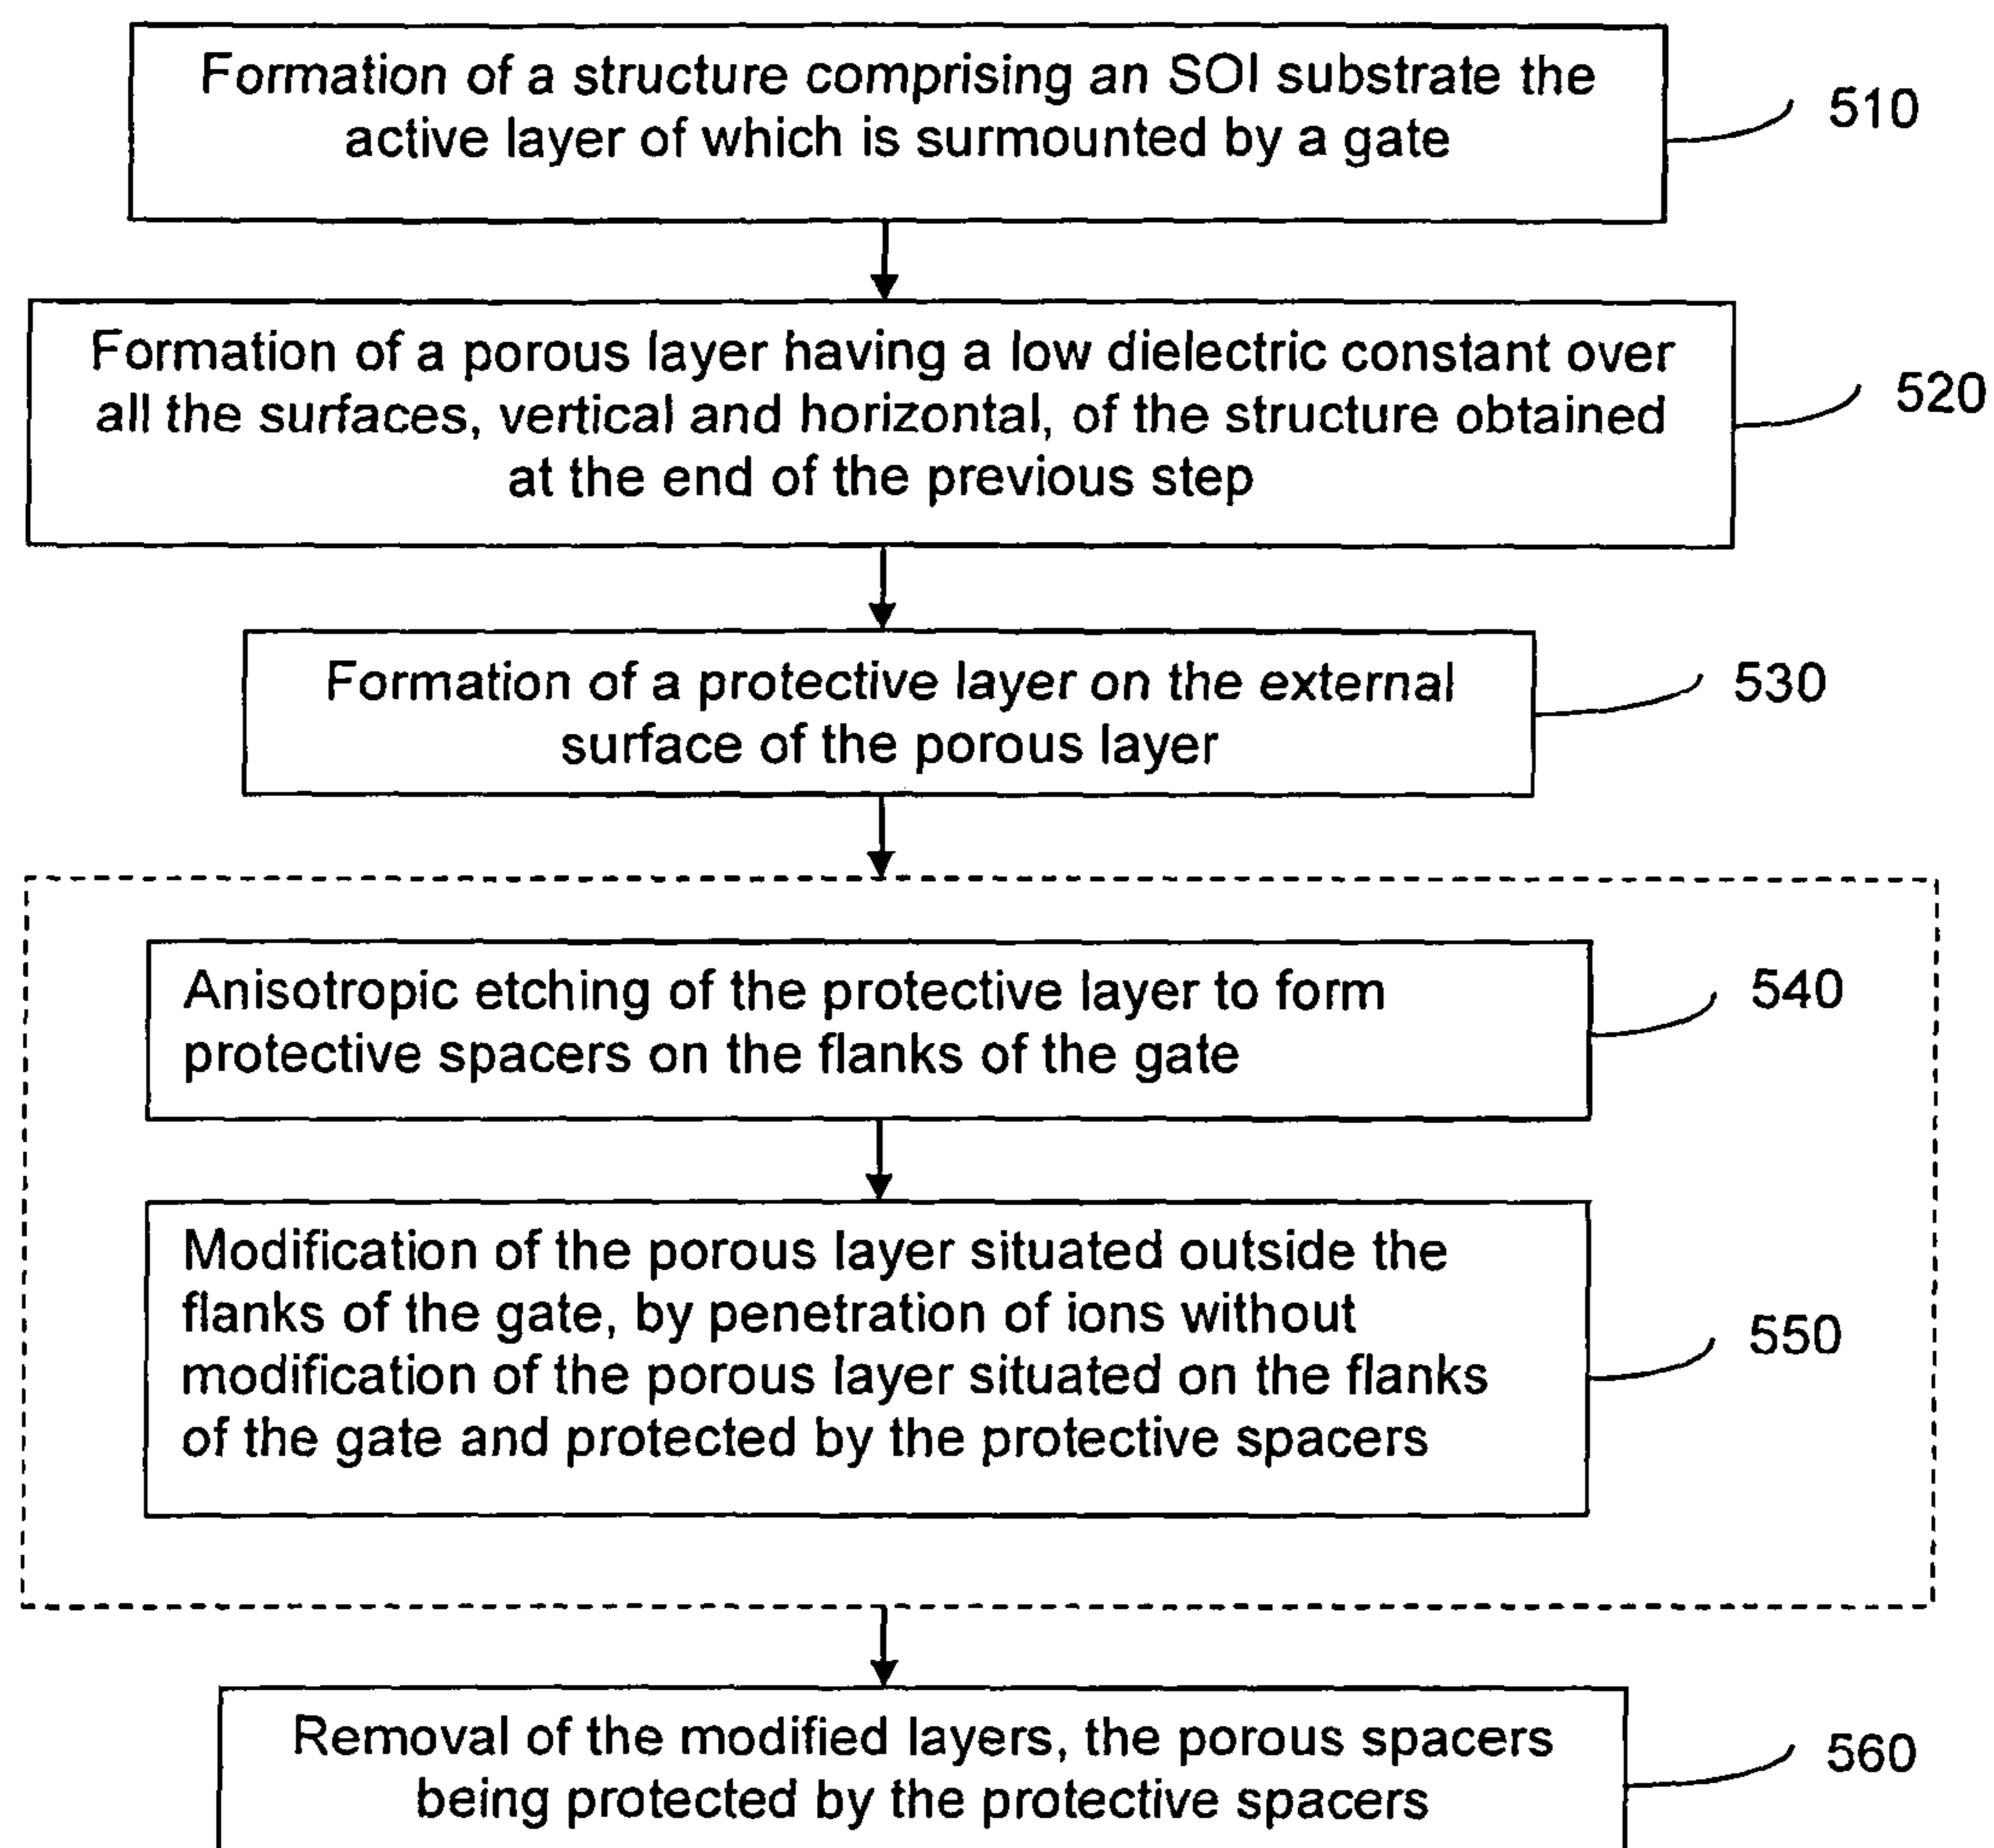 Formation of a structure comprising an SOI substrate the
active layer of which is surmounted by a gate
510
Formation of a porous layer having a low dielectric constant over
all the surfaces, vertical and horizontal, of the structure obtained
at the end of the previous step
520
Formation of a protective layer on the external
surface of the porous layer
530
Anisotropic etching of the protective layer to form
protective spacers on the flanks of the gate
540
Modification of the porous layer situated outside the
flanks of the gate, by penetration of ions without
modification of the porous layer situated on the flanks
of the gate and protected by the protective spacers
550
Removal of the modified layers, the porous spacers
being protected by the protective spacers
560